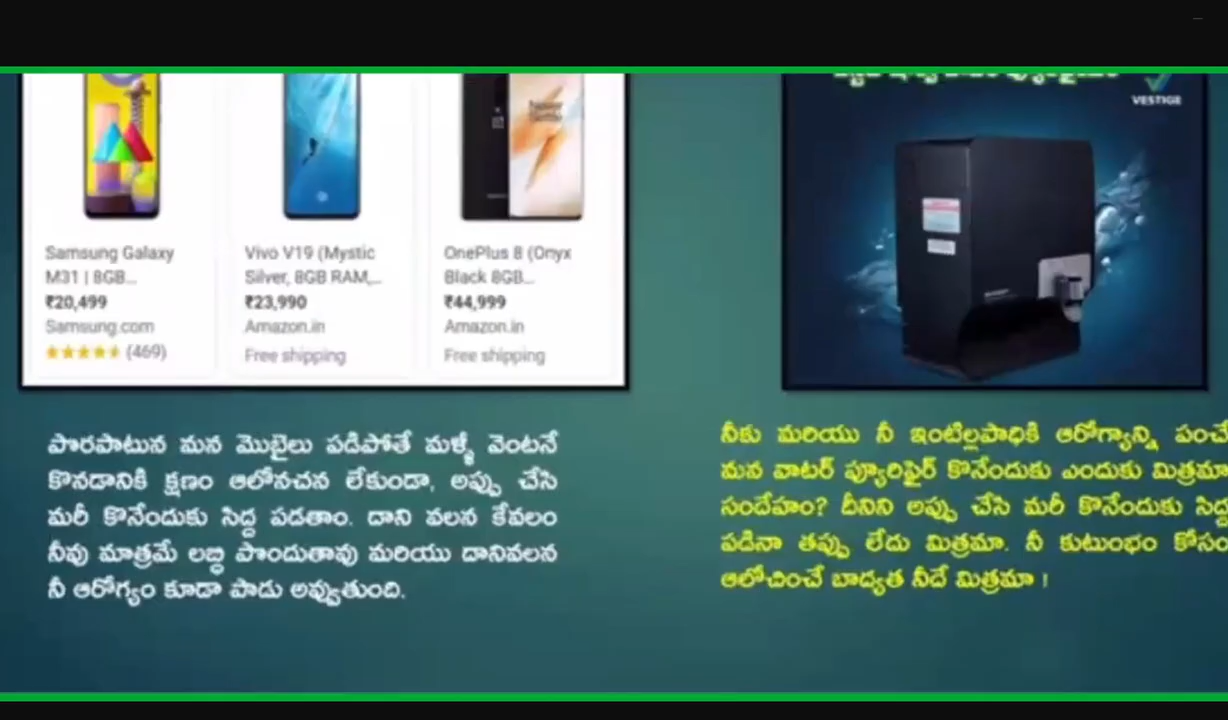 VESTIGE
Samsung Galaxy
M31 | 8GB...
₹20,499
Samsung.com
(469)
Vivo V19 (Mystic
Silver, 8GB RAM,...
₹23,990
Amazon.in
Free shipping
OnePlus 8 (Onyx
Black 8GB...
₹44,999
Amazon.in
Free shipping
పొరపాటున మన మొబైలు పడిపోతే మళ్ళీ వెంటనే
కొనడానికి క్షణం ఆలోనచన లేకుండా, అప్పు చేసి
మరీ కొనేందుకు సిద్ధ పడతాం. దాని వలన కేవలం
నీవు మాత్రమే లబ్ధి పొందుతావు మరియు దానివలన
నీ ఆరోగ్యం కూడా పాడు అవ్వుతుంది.
నీకు మరియు నీ ఇంటిల్లపాధికి ఆరోగ్యాన్ని పంచే
మన వాటర్ ప్యూరిఫైర్ కొనేందుకు ఎందుకు మిత్రమా
సందేహం? దీనిని అప్పు చేసి మరీ కొనేందుకు సిద్ధ
పడినా తప్పు లేదు మిత్రమా. నీ కుటుంభం కోసం
ఆలోచించే బాద్యత నీదే మిత్రమా !